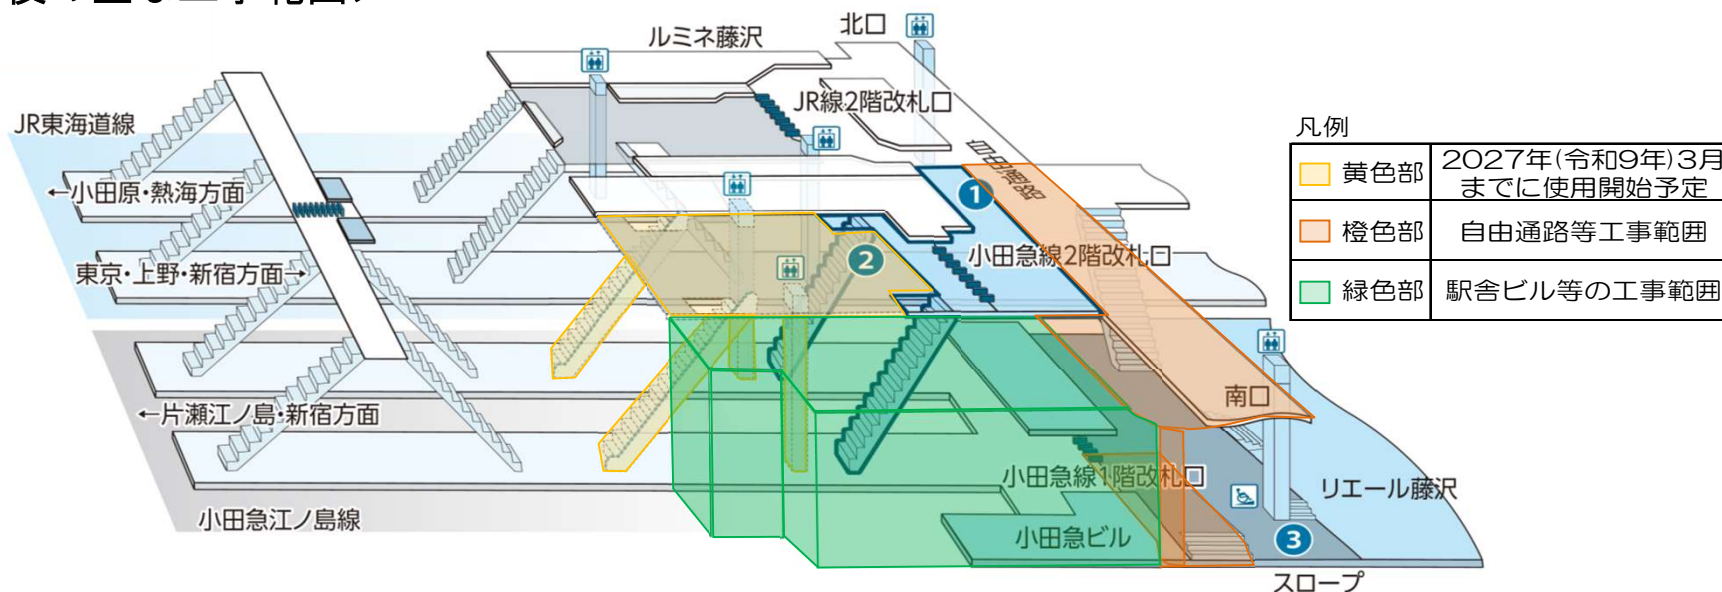 ルミネ藤沢
北口
JR線2階改札口
JR東海道線
←小田原・熱海方面
自由通路
①
東京・上野・新宿方面→
②
小田急線2階改札口
←片瀬江ノ島・新宿方面
南口
小田急線1階改札口
リエール藤沢
小田急江ノ島線
小田急ビル
③
スロープ
凡例
黄色部
2027年(令和9年)3月
までに使用開始予定
橙色部
自由通路等工事範囲
緑色部
駅舎ビル等の工事範囲